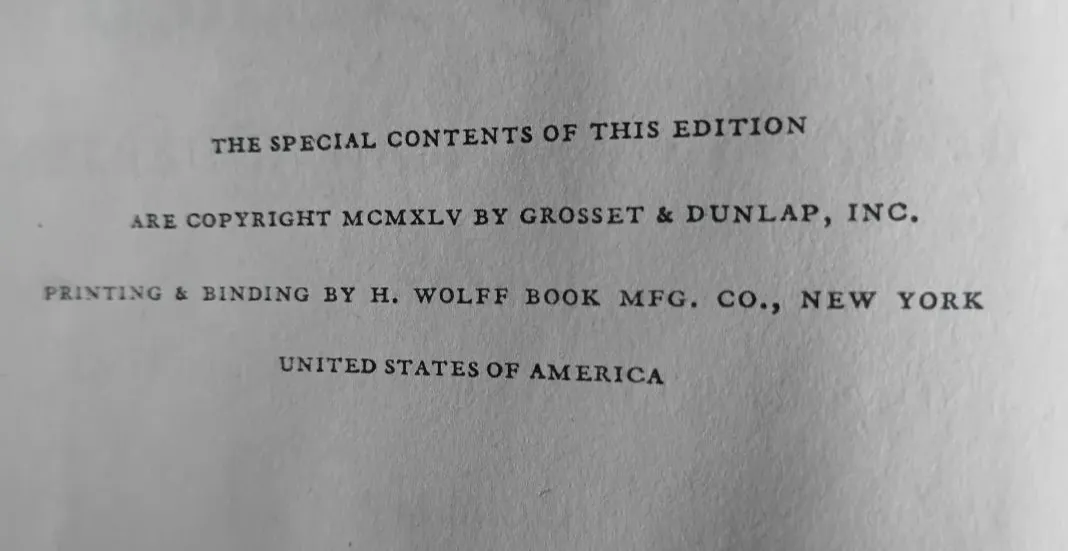 THE SPECIAL CONTENTS OF THIS EDITION
ARE COPYRIGHT MCMXLV BY GROSSET & DUNLAP, INC.
PRINTING & BINDING BY H. WOLFF BOOK MFG. CO., NEW YORK
UNITED STATES OF AMERICA